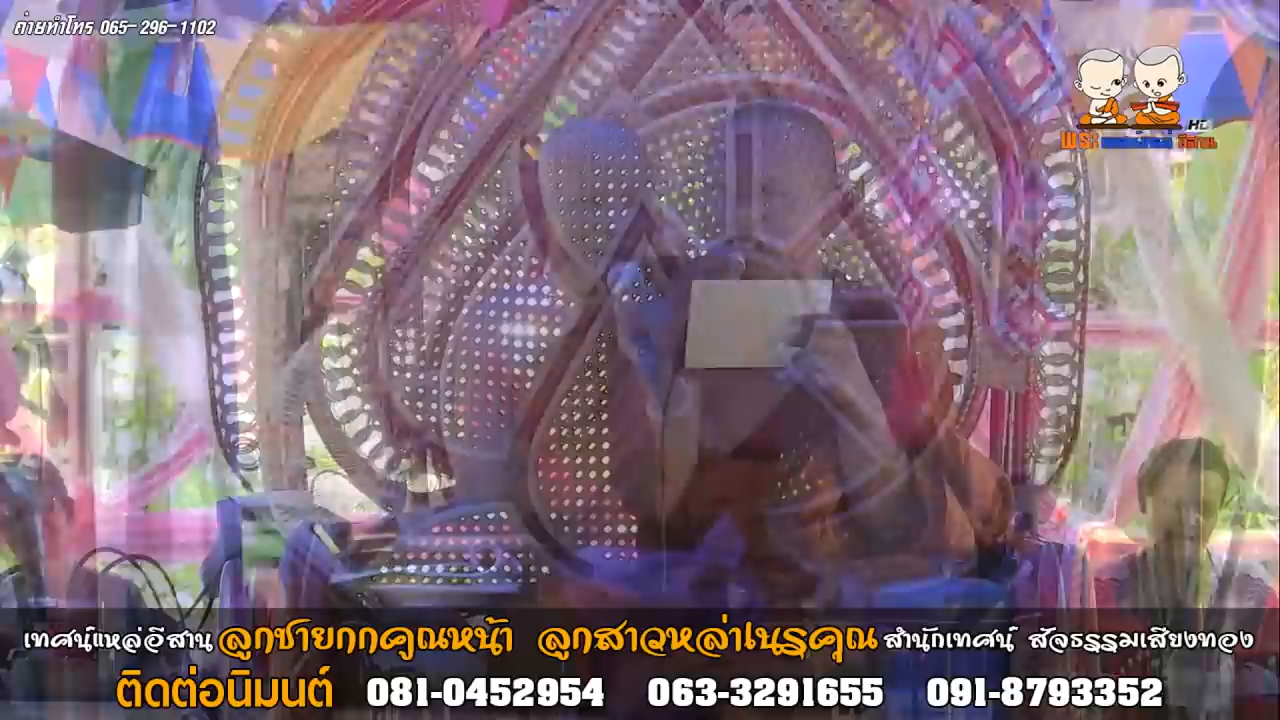 ถ่ายทำโทร 065-296-1102
HD
พระ
เทศน์แหล่อีสาน ลูกชายกกคุณหน้า ลูกสาวหล่าเนรคุณ สำนักเทศน์ สัจธรรมเสียงทอง
ติดต่อนิมนต์ 081-0452954 063-3291655 091-8793352